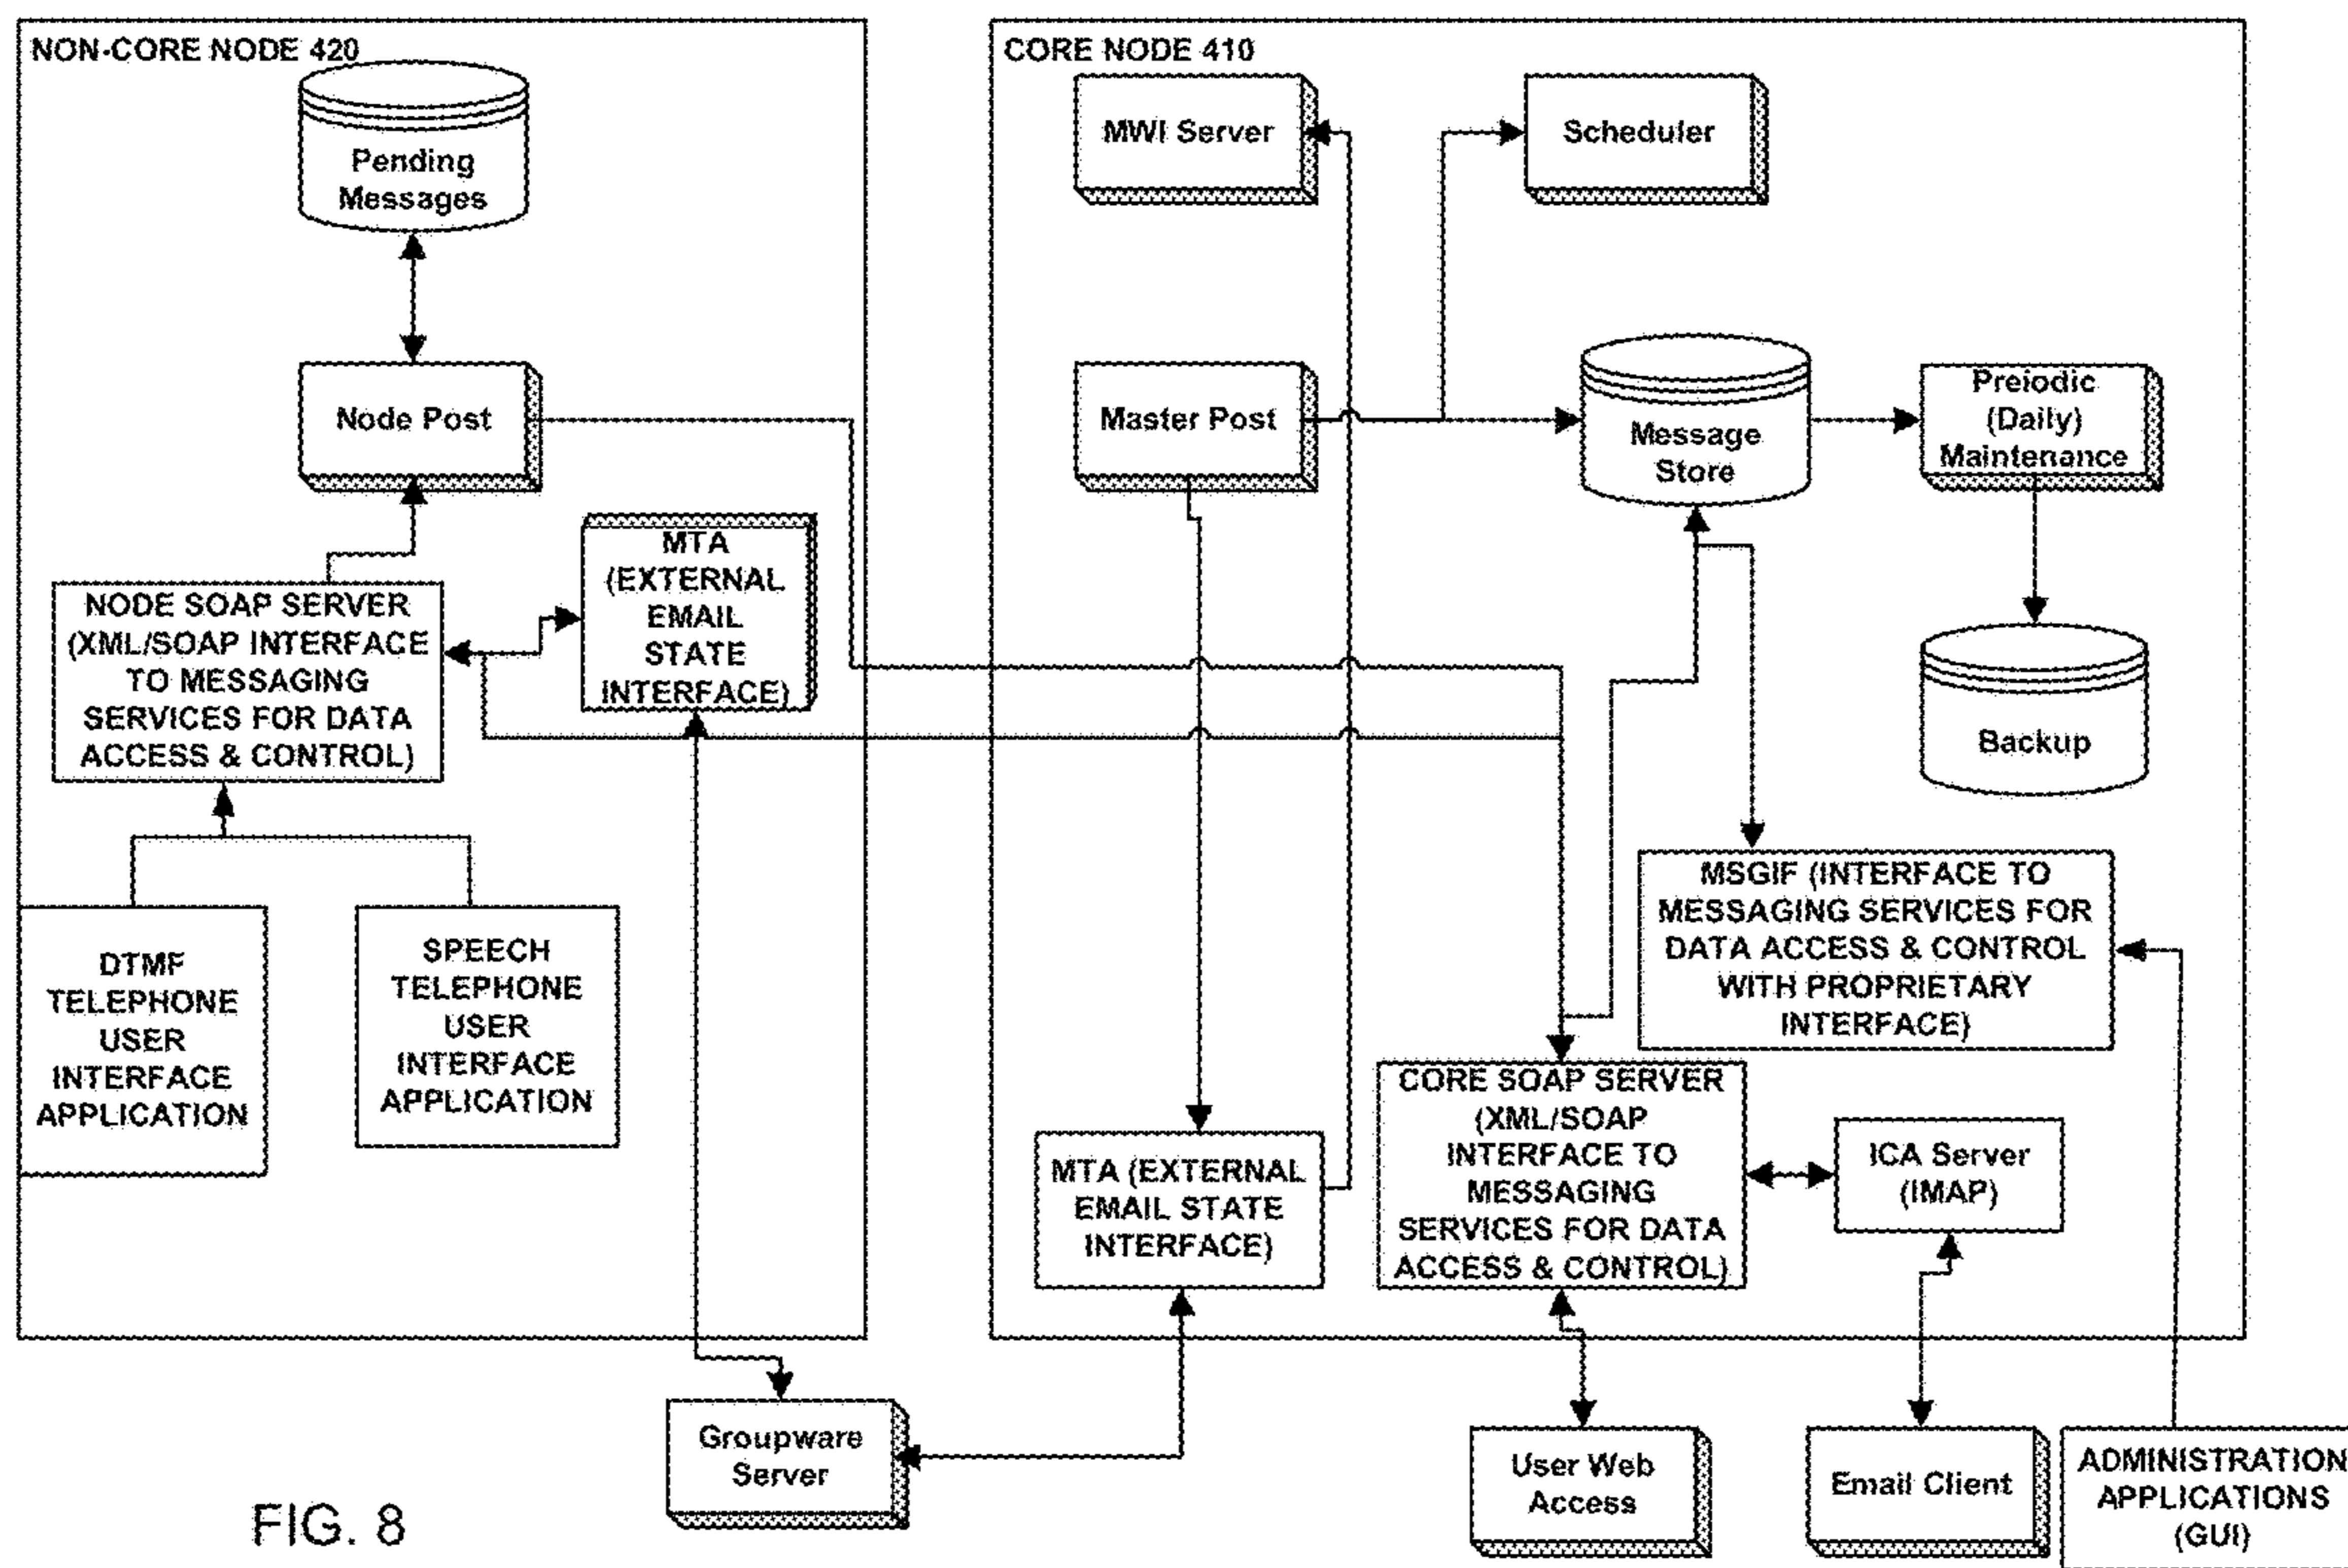 NON-CORE NODE 420
Pending
Messages
Node Post
MTA
(EXTERNAL
EMAIL
STATE
INTERFACE)
NODE SOAP SERVER
(XML/SOAP INTERFACE
TO MESSAGING
SERVICES FOR DATA
ACCESS & CONTROL)
DTMF
TELEPHONE
USER
INTERFACE
APPLICATION
SPEECH
TELEPHONE
USER
INTERFACE
APPLICATION
CORE NODE 410
MWI Server
Scheduler
Master Post
Message
Store
Preiodic
(Daily)
Maintenance
Backup
MSGIF (INTERFACE TO
MESSAGING SERVICES FOR
DATA ACCESS & CONTROL
WITH PROPRIETARY
INTERFACE)
MTA (EXTERNAL
EMAIL STATE
INTERFACE)
CORE SOAP SERVER
(XML/SOAP
INTERFACE TO
MESSAGING
SERVICES FOR DATA
ACCESS & CONTROL)
ICA Server
(IMAP)
Groupware
Server
User Web
Access
Email Client
ADMINISTRATION
APPLICATIONS
(GUI)
FIG. 8